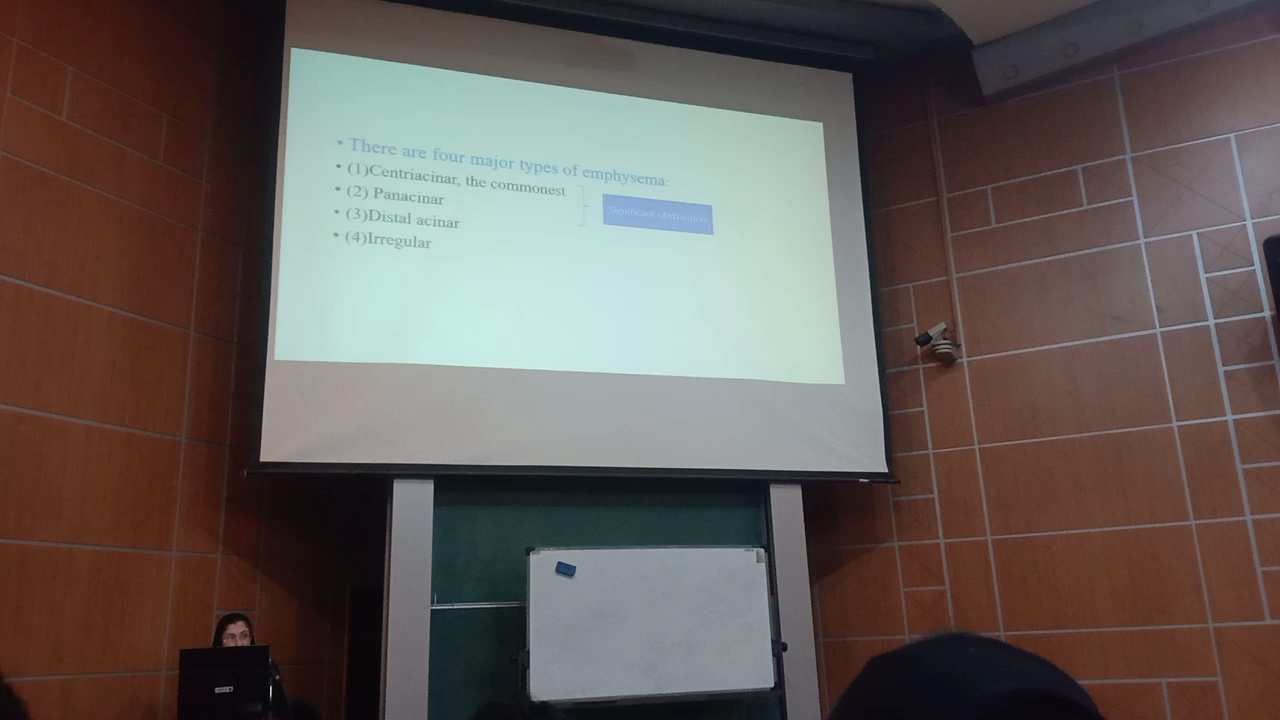 • There are four major types of emphysema:
• (1)Centriacinar, the commonest
• (2) Panacinar
• (3)Distal acinar
• (4)Irregular
Significant obstruction